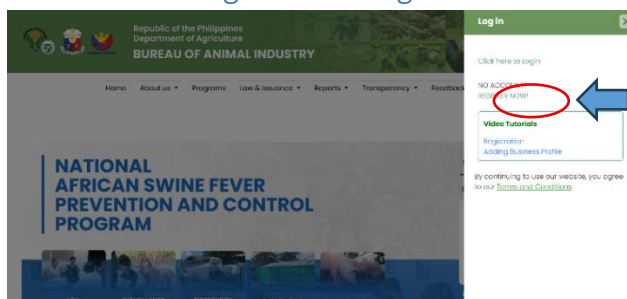 Republic of the Philippines
Department of Agriculture
BUREAU OF ANIMAL INDUSTRY
Home About us Programs Law & Issuance Reports Transparency Feedback
NATIONAL
AFRICAN SWINE FEVER
PREVENTION AND CONTROL
PROGRAM
Log in
Click here to Login
NO ACCOUNT?
REGISTER NOW!
Video Tutorials
Registration
Adding Business Profile
By continuing to use our website, you agree
to our Terms and Conditions